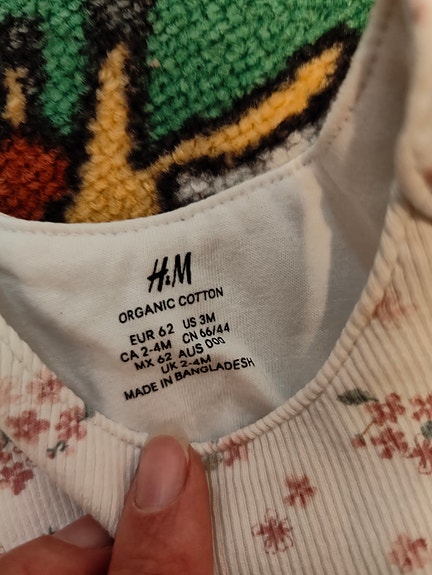 H&M
ORGANIC COTTON
EUR 62 US 3M
CA 2-4M CN 66/44
MX 62 AUS 000
UK 2-4M
MADE IN BANGLADESH